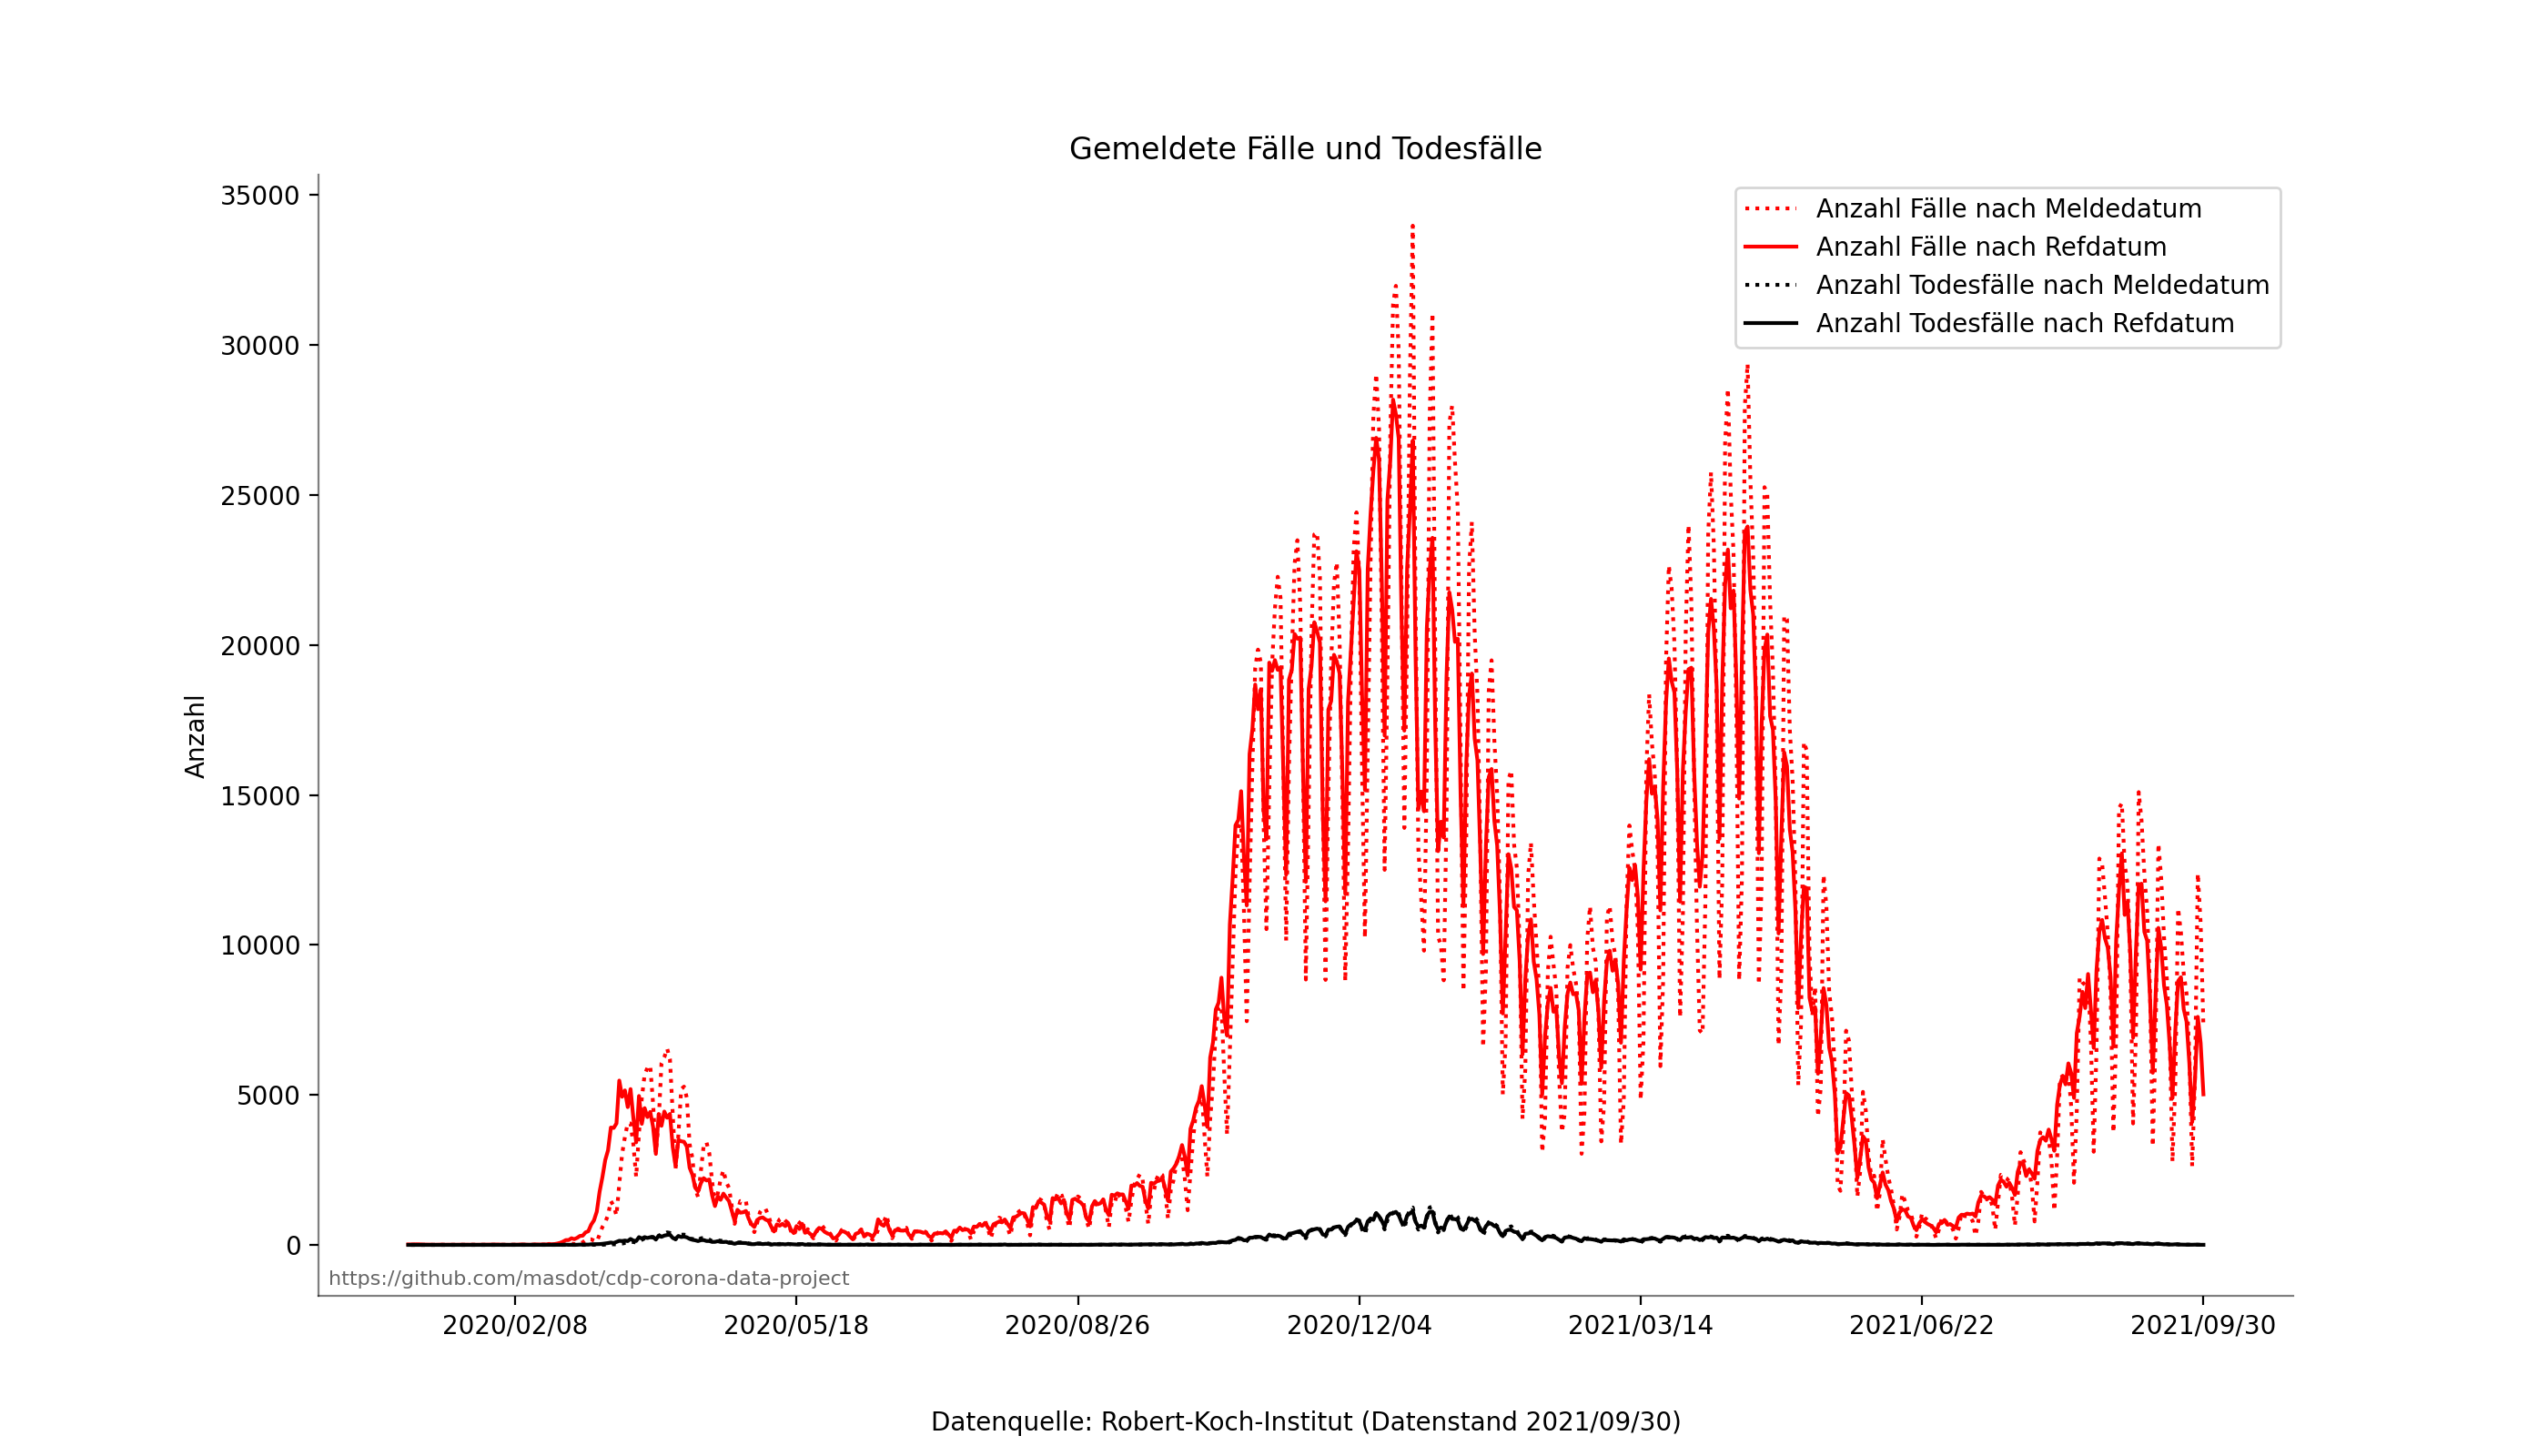 Gemeldete Fälle und Todesfälle
35000
30000
25000
20000
15000
10000
5000
0
Anzahl
Anzahl Fälle nach Meldedatum
Anzahl Fälle nach Refdatum
Anzahl Todesfälle nach Meldedatum
Anzahl Todesfälle nach Refdatum
https://github.com/masdot/cdp-corona-data-project
2020/02/08 2020/05/18 2020/08/26 2020/12/04 2021/03/14 2021/06/22 2021/09/30
Datenquelle: Robert-Koch-Institut (Datenstand 2021/09/30)